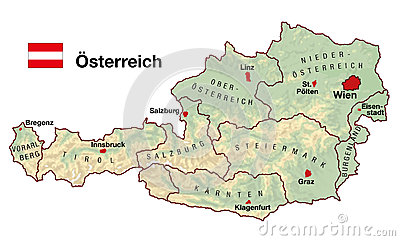 Österreich
NIEDER-
ÖSTERREICH
Linz
OBER-
ÖSTERREICH
St.
Pölten
Wien
Salzburg
Eisen-
stadt
Bregenz
VORARL-
BERG
Innsbruck
TIROL
SALZBURG
STEIERMARK
BURGENLAND
Graz
KÄRNTEN
Klagenfurt
dreamstime